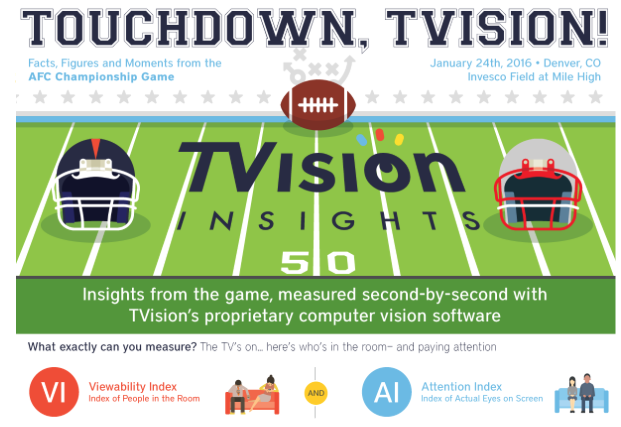 TOUCHDOWN, TVISION!
Facts, Figures and Moments from the
AFC Championship Game
January 24th, 2016 • Denver, CO
Invesco Field at Mile High
TVision
INSIGHTS
50
Insights from the game, measured second-by-second with
TVision's proprietary computer vision software
What exactly can you measure? The TV's on... here's who's in the room– and paying attention
VI
Viewability Index
Index of People in the Room
AND
AI
Attention Index
Index of Actual Eyes on Screen